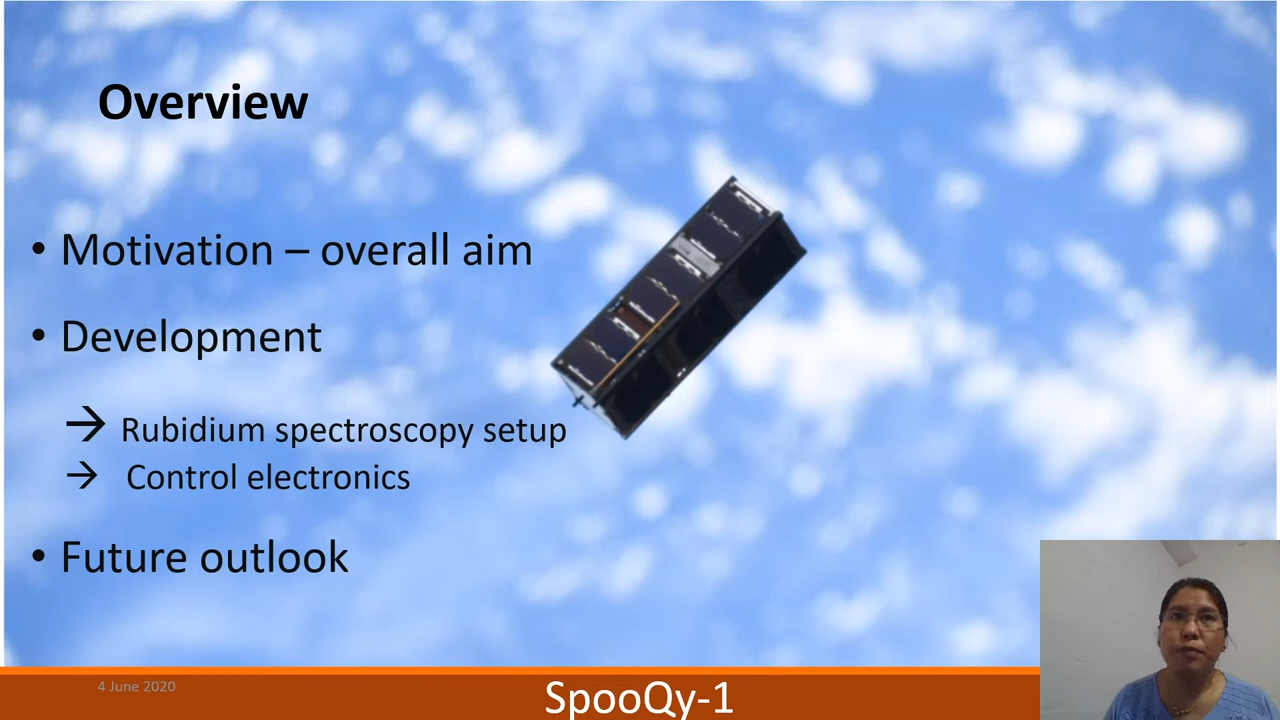 Overview
• Motivation – overall aim
• Development
→ Rubidium spectroscopy setup
→ Control electronics
• Future outlook
4 June 2020
SpooQy-1